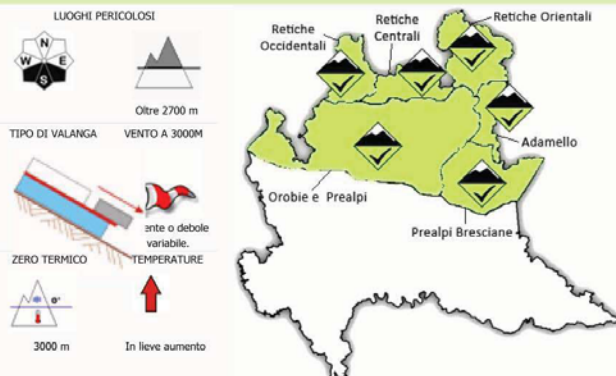 LUOGHI PERICOLOSI
N
W E
S
Oltre 2700 m
TIPO DI VALANGA
VENTO A 3000M
ente o debole
variabile.
ZERO TERMICO
TEMPERATURE
0°
3000 m
In lieve aumento
Retiche
Occidentali
Retiche
Centrali
Retiche Orientali
Adamello
Orobie e Prealpi
Prealpi Bresciane